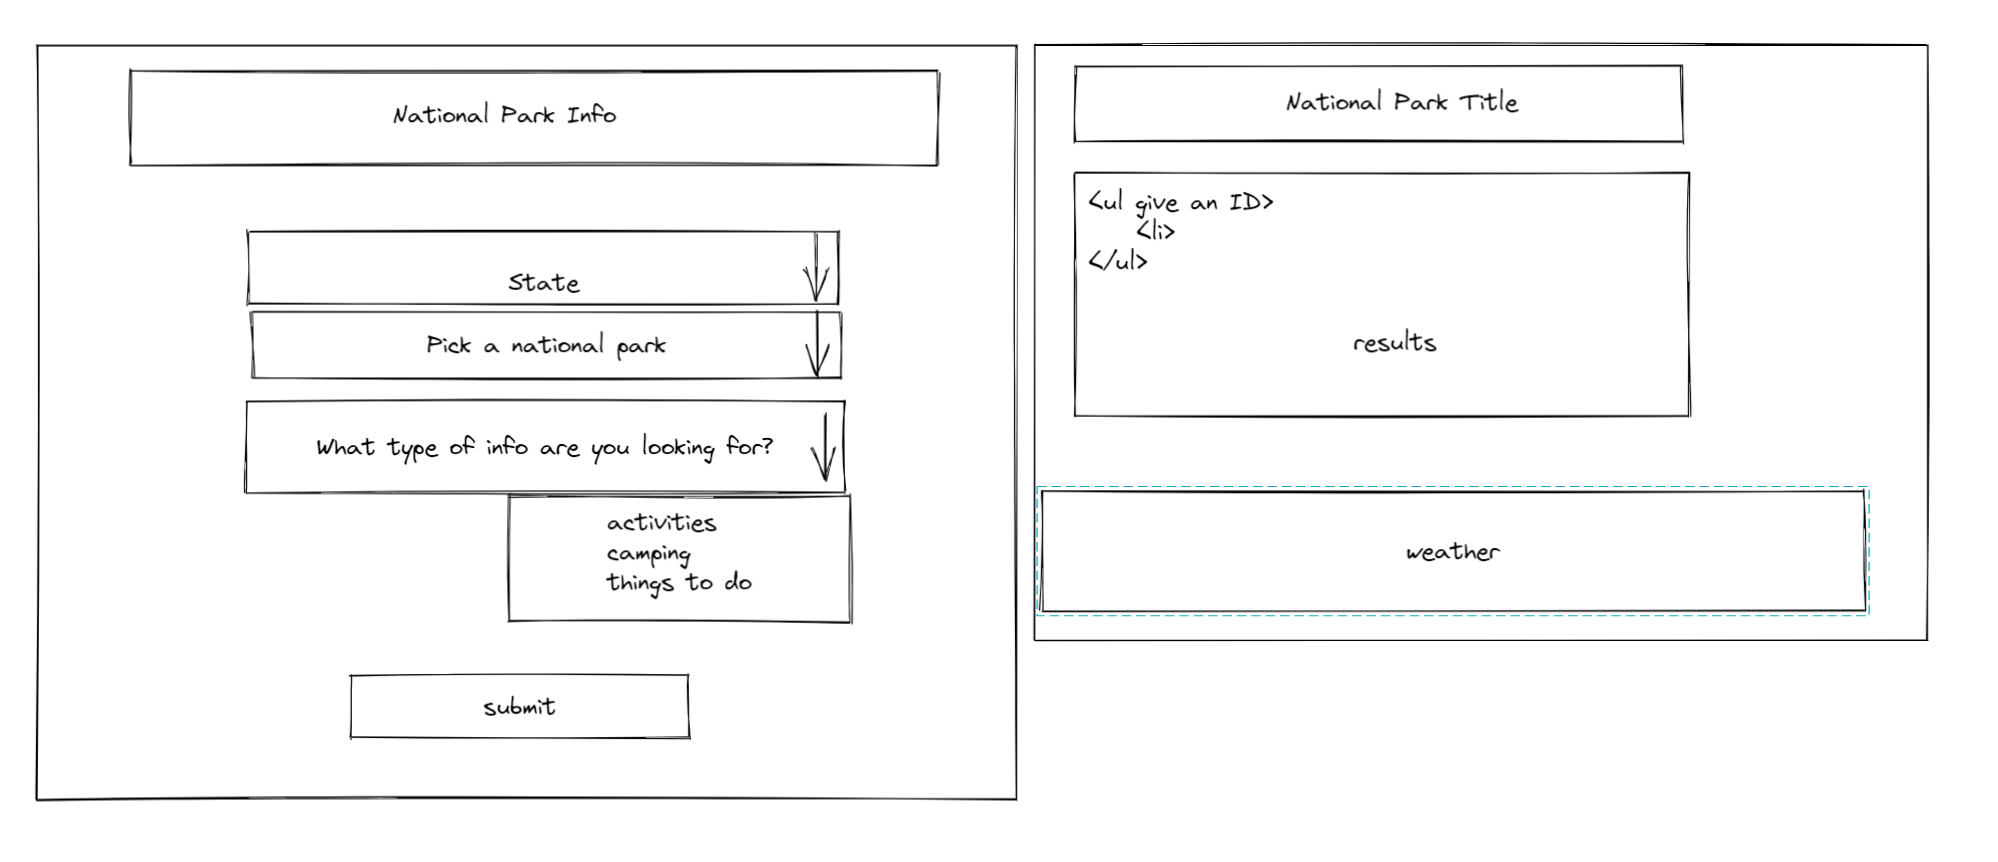 National Park Info
State
Pick a national park
What type of info are you looking for?
activities
camping
things to do
submit
National Park Title
<ul give an ID>
<li>
</ul>
results
weather